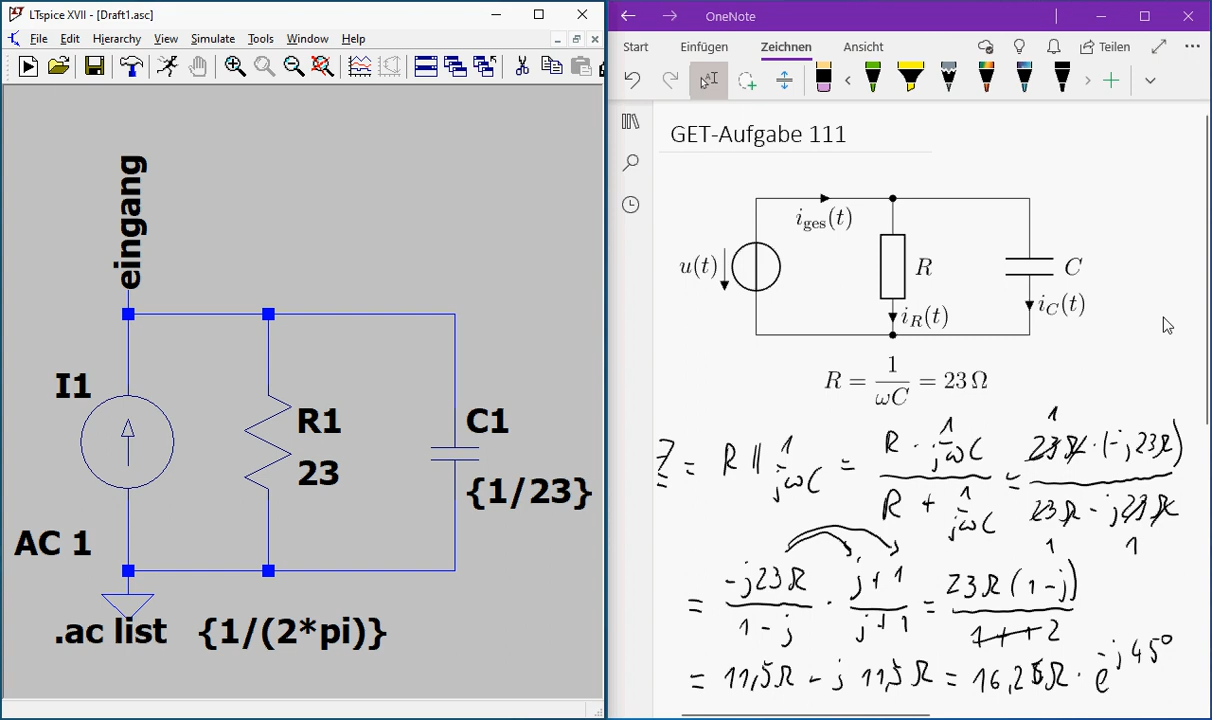 LTspice XVII - [Draft1.asc]
File Edit Hierarchy View Simulate Tools Window Help
eingang
I1
R1
C1
23
{1/23}
AC 1
.ac list {1/(2*pi)}
OneNote
Start Einfügen Zeichnen Ansicht Teilen
GET-Aufgabe 111
i_ges(t)
u(t) R C
i_R(t) i_C(t)
R = 1/(ωC) = 23 Ω
Z = R || 1/(jωC) = (R · 1/(jωC))/(R + 1/(jωC)) = (23Ω · (-j23Ω))/(23Ω - j23Ω)
1 1 1
= (-j23Ω)/(1-j) · (j+1)/(j+1) = (23Ω(1-j))/(1+1 2)
= 11,5Ω - j 11,5Ω = 16,26Ω · e^(-j45°)